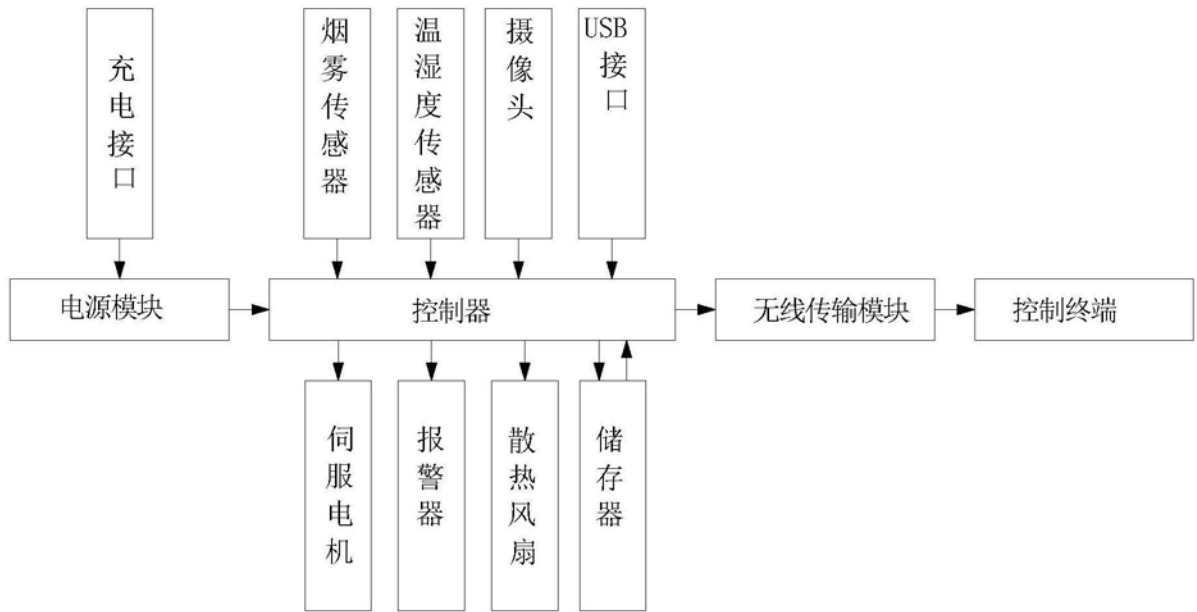 充电接口
烟雾传感器
温湿度传感器
摄像头
USB接口
电源模块
控制器
无线传输模块
控制终端
伺服电机
报警器
散热风扇
储存器